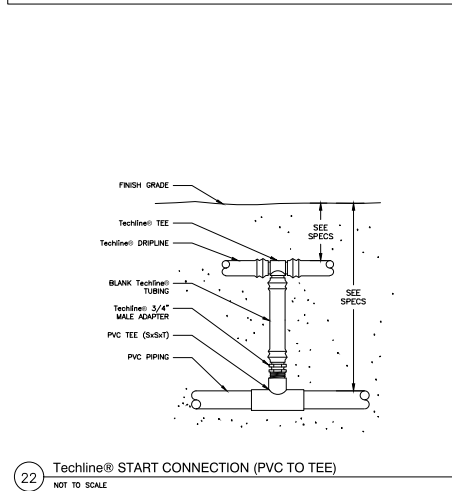 FINISH GRADE
Techline® TEE
SEE
SPECS
Techline® DRIPLINE
BLANK Techline®
TUBING
SEE
SPECS
Techline® 3/4"
MALE ADAPTER
PVC TEE (SxSxT)
PVC PIPING
22
Techline® START CONNECTION (PVC TO TEE)
NOT TO SCALE